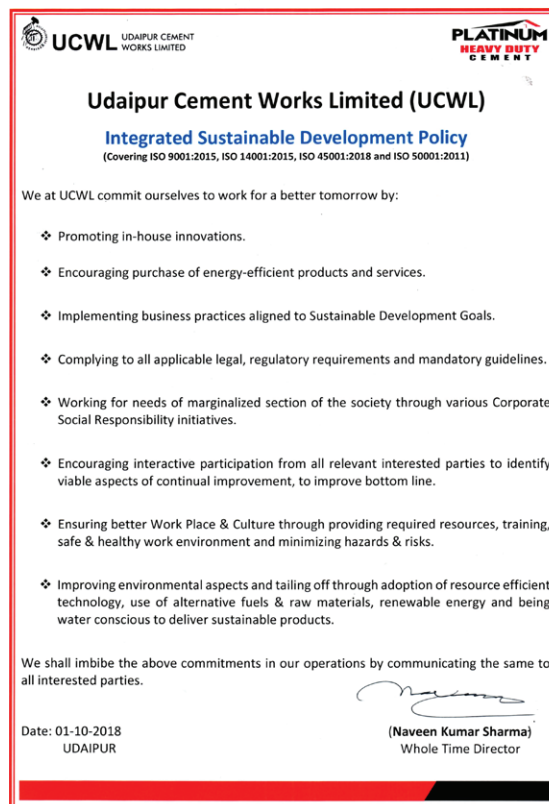 UCWL UDAIPUR CEMENT
WORKS LIMITED
PLATINUM
HEAVY DUTY
CEMENT
Udaipur Cement Works Limited (UCWL)
Integrated Sustainable Development Policy
(Covering ISO 9001:2015, ISO 14001:2015, ISO 45001:2018 and ISO 50001:2011)
We at UCWL commit ourselves to work for a better tomorrow by:
❖ Promoting in-house innovations.
❖ Encouraging purchase of energy-efficient products and services.
❖ Implementing business practices aligned to Sustainable Development Goals.
❖ Complying to all applicable legal, regulatory requirements and mandatory guidelines.
❖ Working for needs of marginalized section of the society through various Corporate
Social Responsibility initiatives.
❖ Encouraging interactive participation from all relevant interested parties to identify
viable aspects of continual improvement, to improve bottom line.
❖ Ensuring better Work Place & Culture through providing required resources, training,
safe & healthy work environment and minimizing hazards & risks.
❖ Improving environmental aspects and tailing off through adoption of resource efficient
technology, use of alternative fuels & raw materials, renewable energy and being
water conscious to deliver sustainable products.
We shall imbibe the above commitments in our operations by communicating the same to
all interested parties.
Date: 01-10-2018
UDAIPUR
(Naveen Kumar Sharma)
Whole Time Director